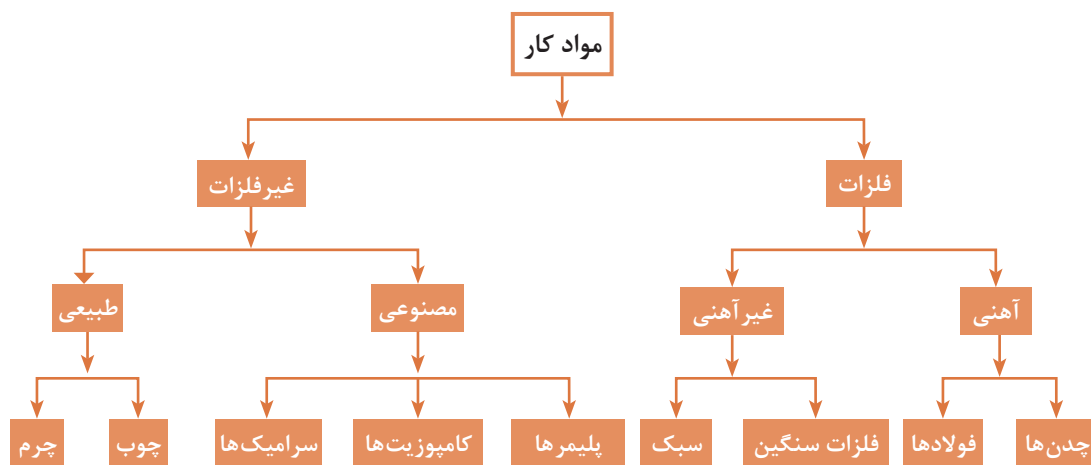 مواد کار
فلزات
غیرفلزات
آهنی
غیرآهنی
مصنوعی
طبیعی
چدن‌ها
فولادها
فلزات سنگین
سبک
پلیمرها
کامپوزیت‌ها
سرامیک‌ها
چوب
چرم